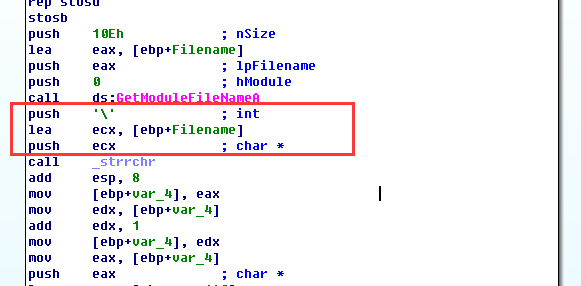 rep stosd
stosb
push 10Eh ; nSize
lea eax, [ebp+Filename]
push eax ; lpFilename
push 0 ; hModule
call ds:GetModuleFileNameA
push '\' ; int
lea ecx, [ebp+Filename]
push ecx ; char *
call _strrchr
add esp, 8
mov [ebp+var_4], eax
mov edx, [ebp+var_4]
add edx, 1
mov [ebp+var_4], edx
mov eax, [ebp+var_4]
push eax ; char *